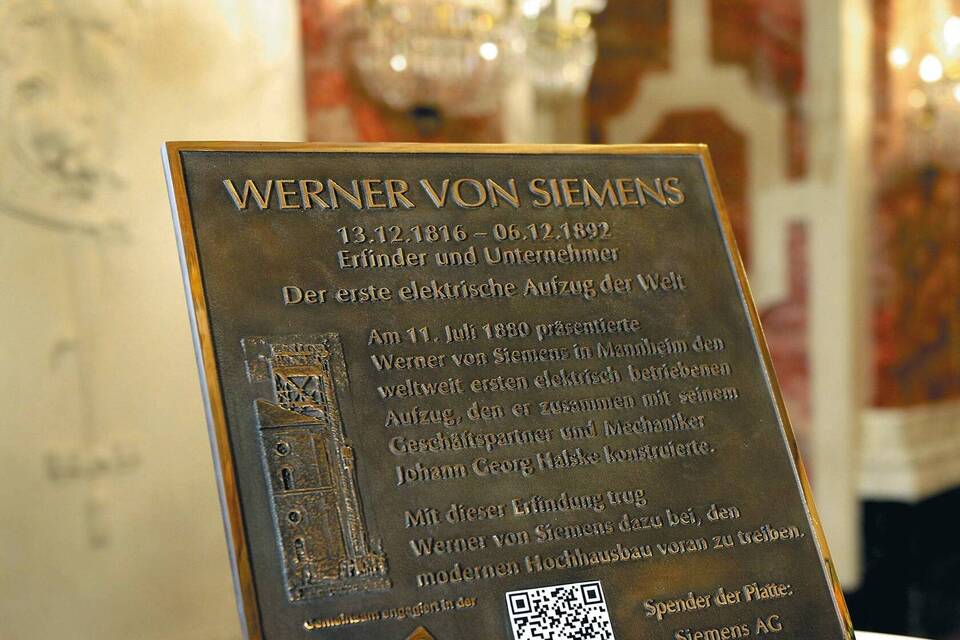 WERNER VON SIEMENS
13.12.1816 – 06.12.1892
Erfinder und Unternehmer
Der erste elektrische Aufzug der Welt
Am 11. Juli 1880 präsentierte
Werner von Siemens in Mannheim den
weltweit ersten elektrisch betriebenen
Aufzug, den er zusammen mit seinem
Geschäftspartner und Mechaniker
Johann Georg Halske konstruierte.
Mit dieser Erfindung trug
Werner von Siemens dazu bei, den
modernen Hochhausbau voran zu treiben.
Gemeinsam engagiert in der
Spender der Platte:
Siemens AG